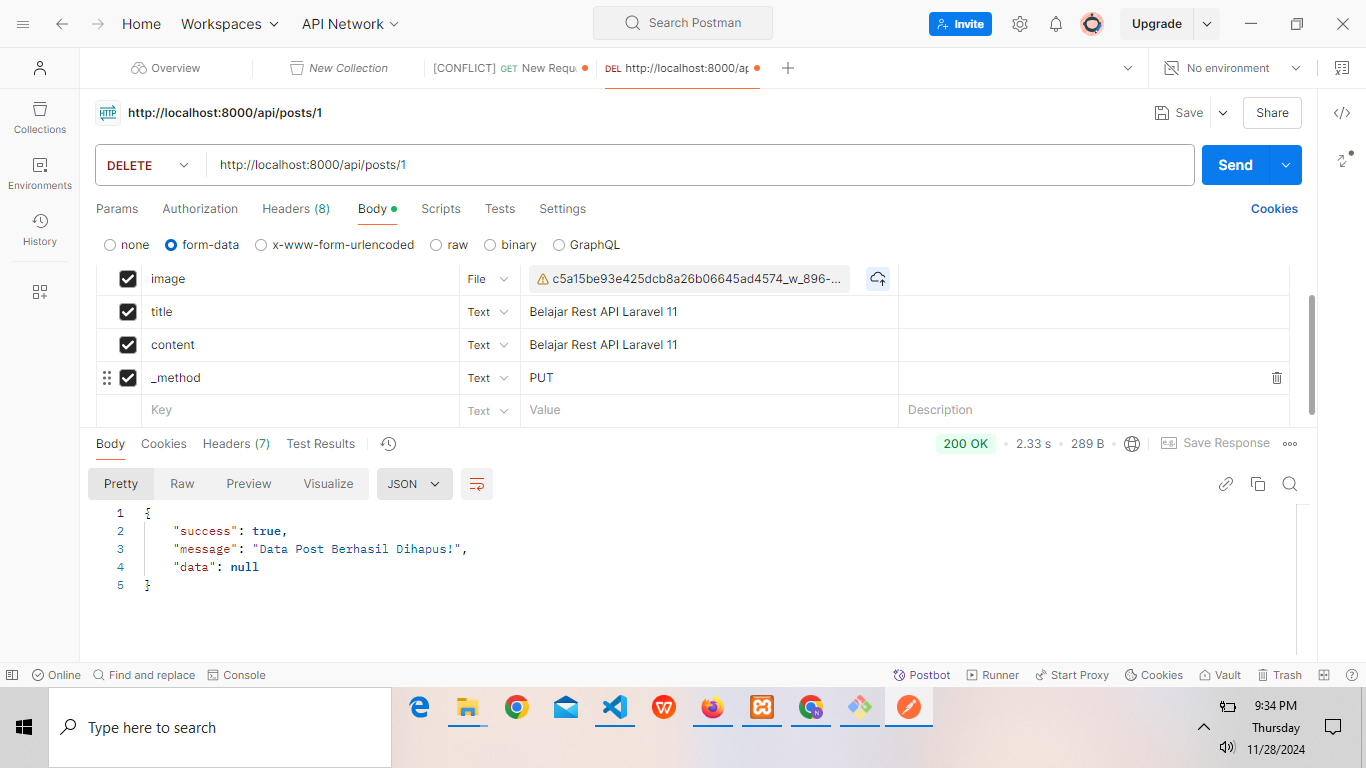 Home Workspaces API Network Search Postman Invite Upgrade
Overview New Collection [CONFLICT] GET New Requ DEL http://localhost:8000/ap No environment
HTTP http://localhost:8000/api/posts/1 Save Share
Collections
DELETE http://localhost:8000/api/posts/1 Send
Environments
Params Authorization Headers (8) Body Scripts Tests Settings Cookies
History
none form-data x-www-form-urlencoded raw binary GraphQL
image File c5a15be93e425dcb8a26b06645ad4574_w_896-...
title Text Belajar Rest API Laravel 11
content Text Belajar Rest API Laravel 11
_method Text PUT
Key Text Value Description
Body Cookies Headers (7) Test Results 200 OK 2.33 s 289 B e.g. Save Response
Pretty Raw Preview Visualize JSON
1 {
2 "success": true,
3 "message": "Data Post Berhasil Dihapus!",
4 "data": null
5 }
Online Find and replace Console Postbot Runner Start Proxy Cookies Vault Trash
Type here to search
9:34 PM
Thursday
11/28/2024